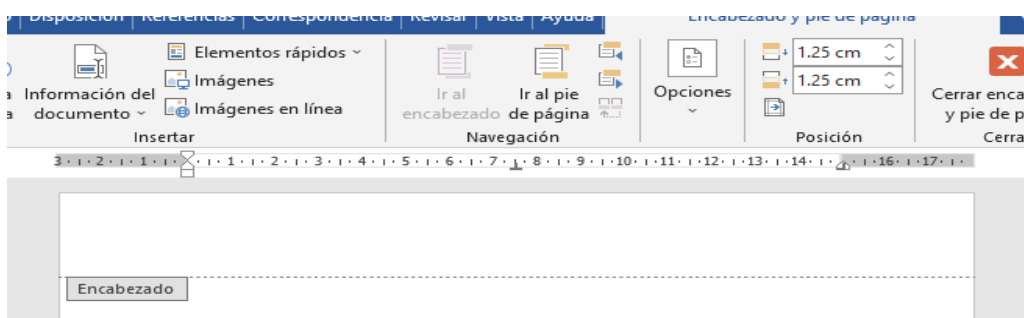 Disposición Referencias Correspondencia Revisar Vista Ayuda Encabezado y pie de página
Elementos rápidos
Imágenes
Imágenes en línea
Información del
documento
Insertar
Ir al
encabezado
Ir al pie
de página
Navegación
Opciones
1.25 cm
1.25 cm
Posición
Cerrar enca
y pie de p
Cerra
3 2 1 1 2 3 4 5 6 7 8 9 10 11 12 13 14 16 17
Encabezado